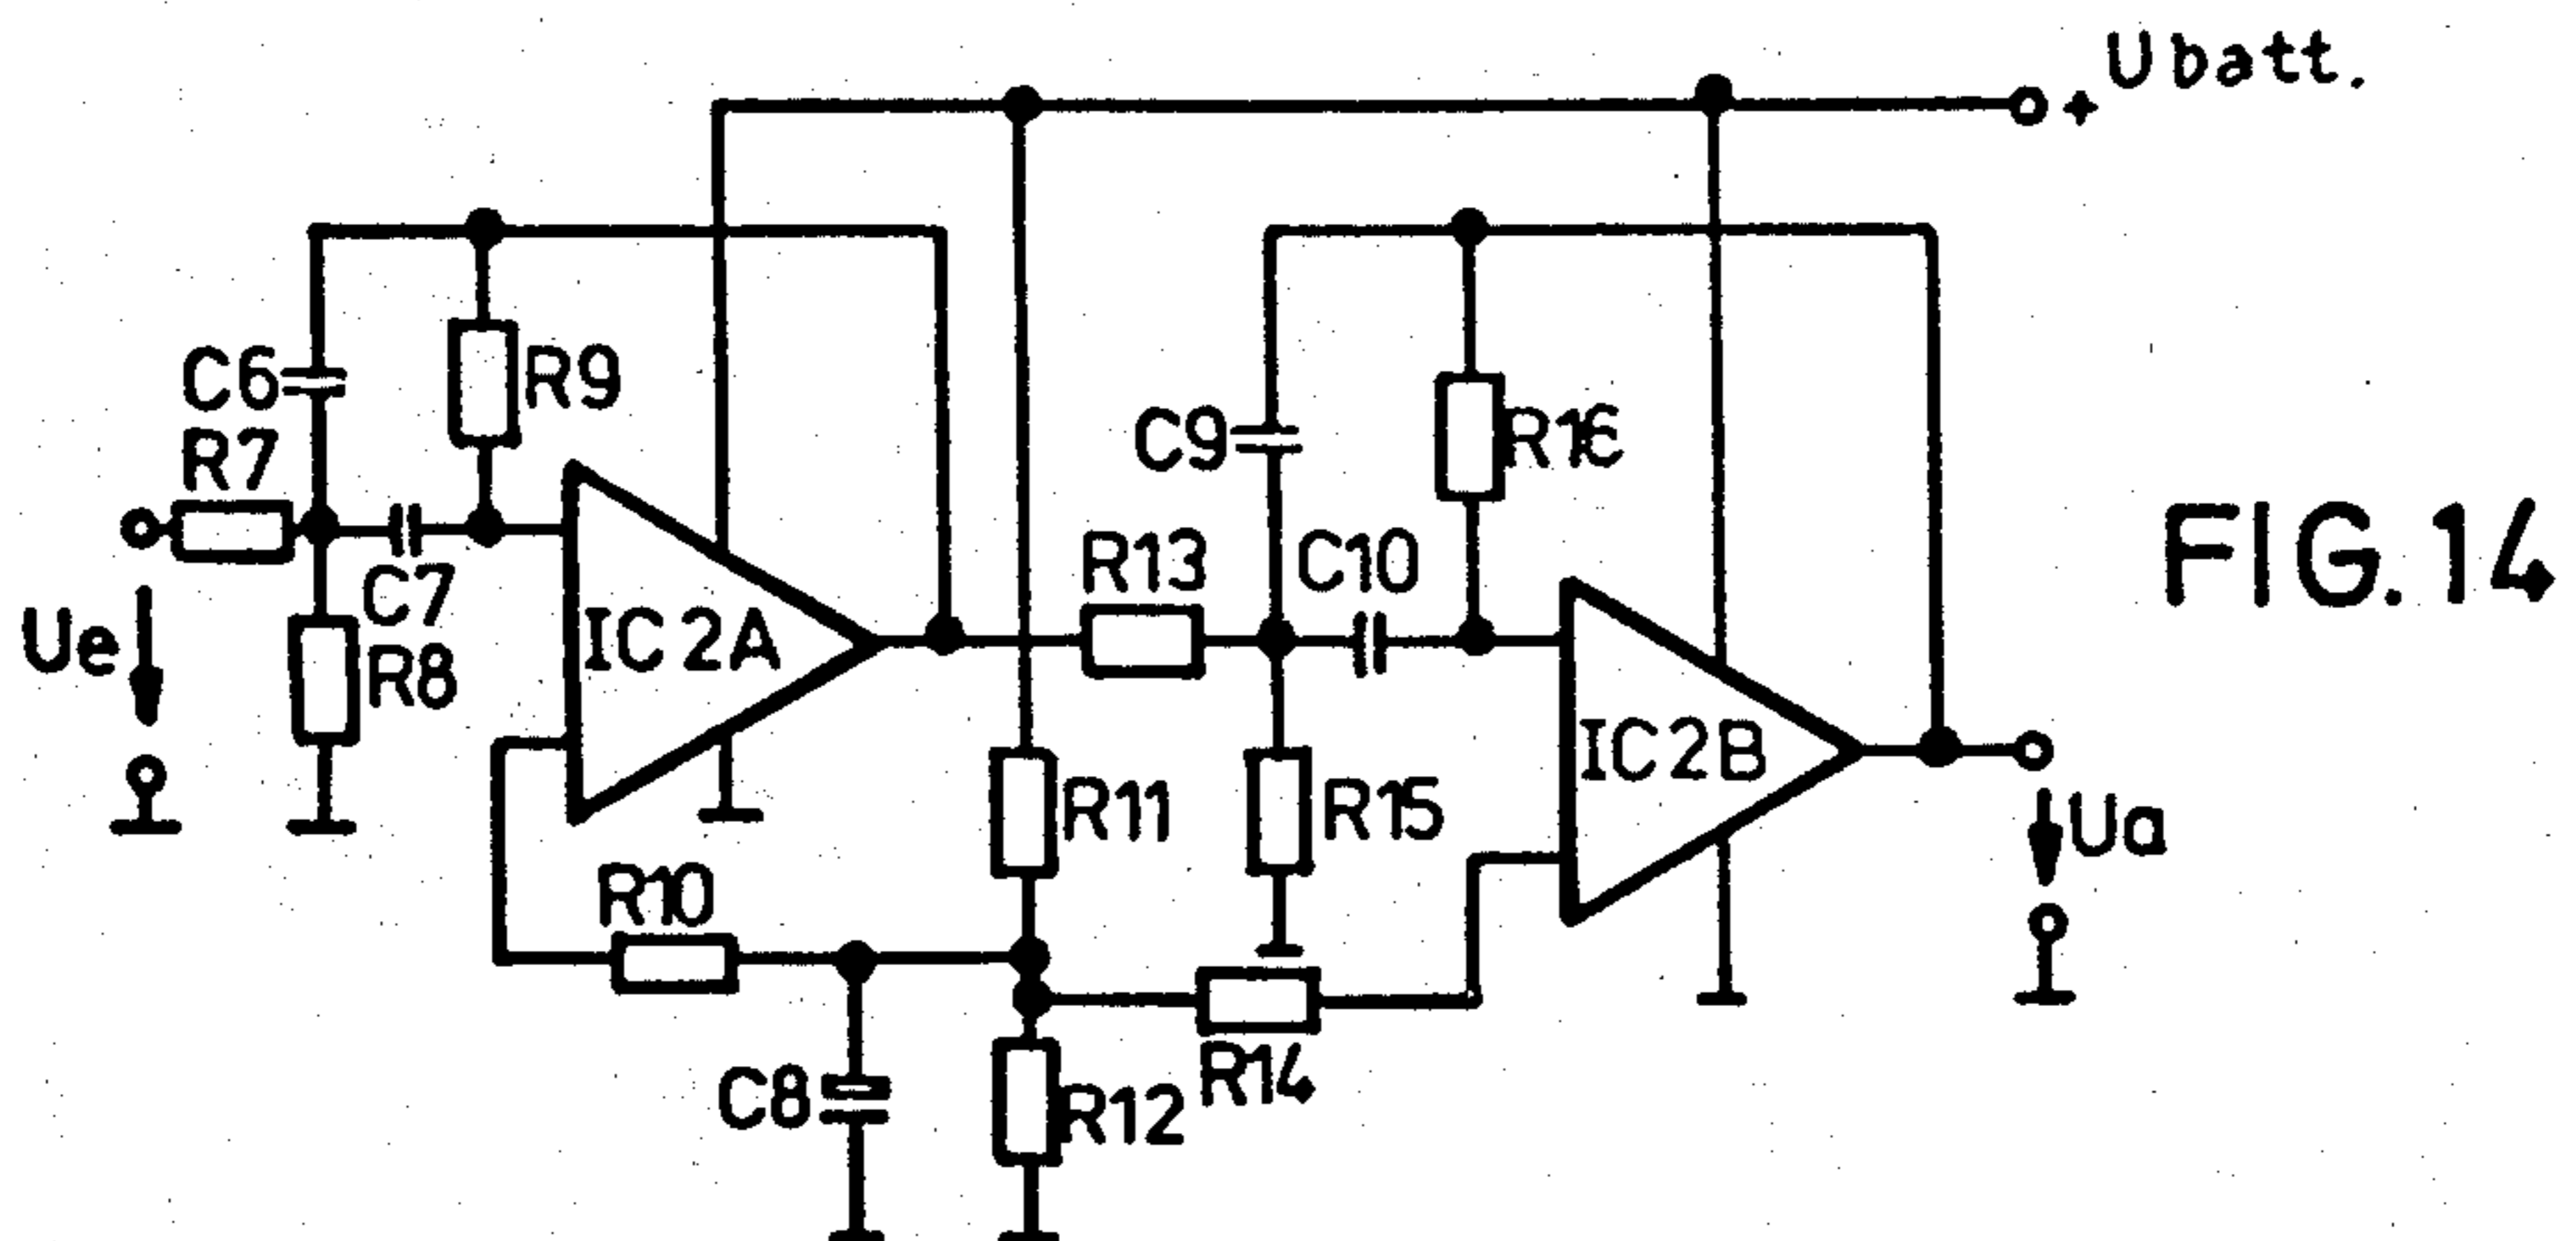 + Ubatt.
C6
R9
R7
C9
R16
C7
R13
C10
FIG.14
Ue
R8
IC2A
R11
R15
IC2B
Ua
R10
C8
R12
R14